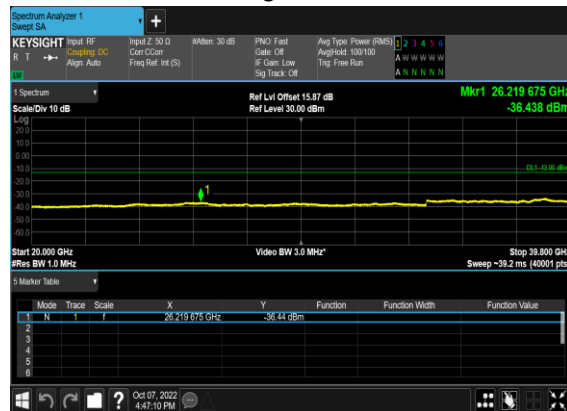 Spectrum Analyzer 1
Swept SA
+
KEYSIGHT Input: RF Input Z: 50 Ω #Atten: 30 dB PNO: Fast Avg Type: Power (RMS) 1 2 3 4 5 6
R T Coupling: DC Corr CCorr Gate: Off Avg|Hold: 100/100 A W W W W W
Align: Auto Freq Ref: Int (S) IF Gain: Low Trig: Free Run
Sig Track: Off A N N N N N
1 Spectrum
Ref Lvl Offset 15.87 dB Mkr1 26.219 675 GHz
Scale/Div 10 dB Ref Level 30.00 dBm -36.438 dBm
Log
20.0
10.0
0.00
-10.0 DL1 -13.00 dBm
-20.0
-30.0
1
-40.0
-50.0
-60.0
Start 20.000 GHz Video BW 3.0 MHz* Stop 39.800 GHz
#Res BW 1.0 MHz Sweep ~39.2 ms (40001 pts
5 Marker Table
Mode Trace Scale X Y Function Function Width Function Value
1 N 1 f 26.219 675 GHz -36.44 dBm
2
3
4
5
6
? Oct 07, 2022
4:47:10 PM